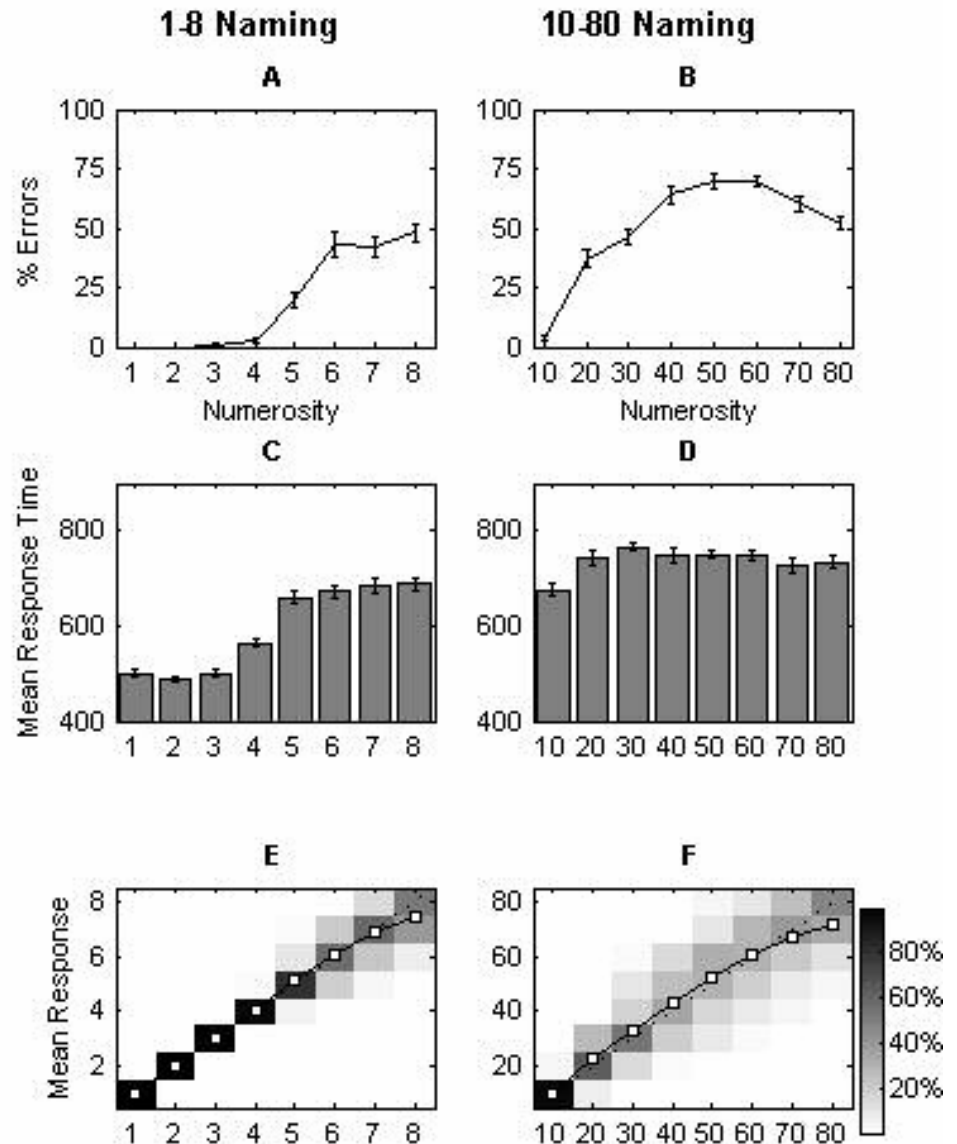 1-8 Naming 10-80 Naming
A B
100 100
75 75
50 50
25 25
0 0
% Errors
1 2 3 4 5 6 7 8 10 20 30 40 50 60 70 80
Numerosity Numerosity
C D
800 800
600 600
400 400
Mean Response Time
1 2 3 4 5 6 7 8 10 20 30 40 50 60 70 80
E F
8 80
6 60
4 40
2 20
Mean Response
80%
60%
40%
20%
1 2 3 4 5 6 7 8 10 20 30 40 50 60 70 80